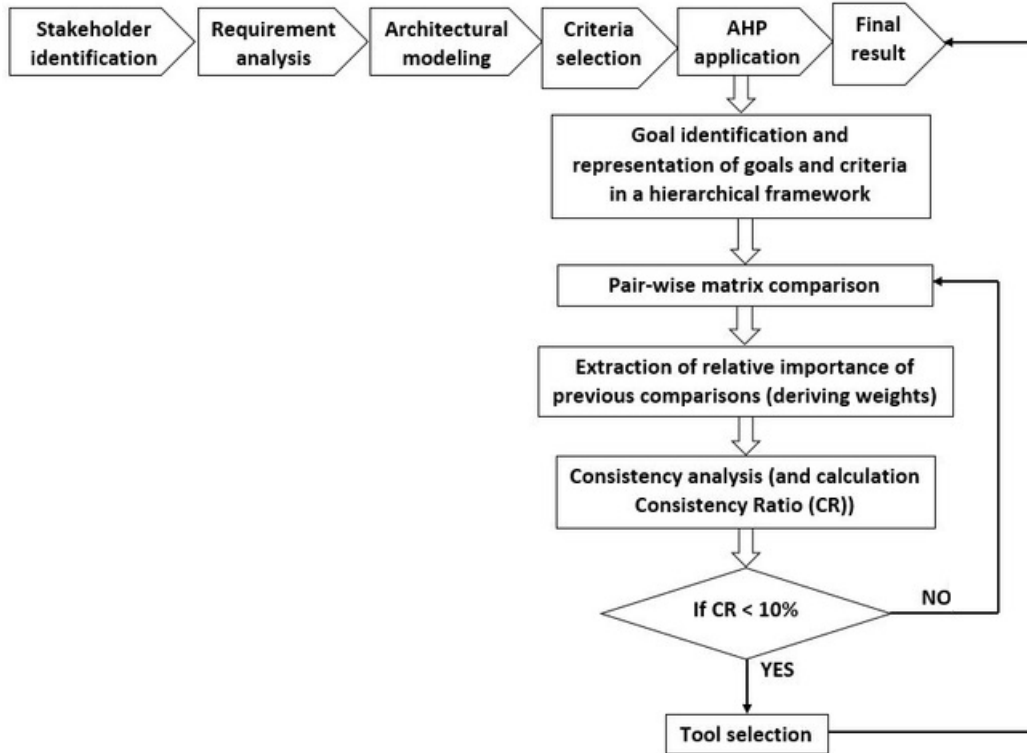 Stakeholder
identification
Requirement
analysis
Architectural
modeling
Criteria
selection
AHP
application
Final
result
Goal identification and
representation of goals and criteria
in a hierarchical framework
Pair-wise matrix comparison
Extraction of relative importance of
previous comparisons (deriving weights)
Consistency analysis (and calculation
Consistency Ratio (CR))
If CR < 10%
NO
YES
Tool selection